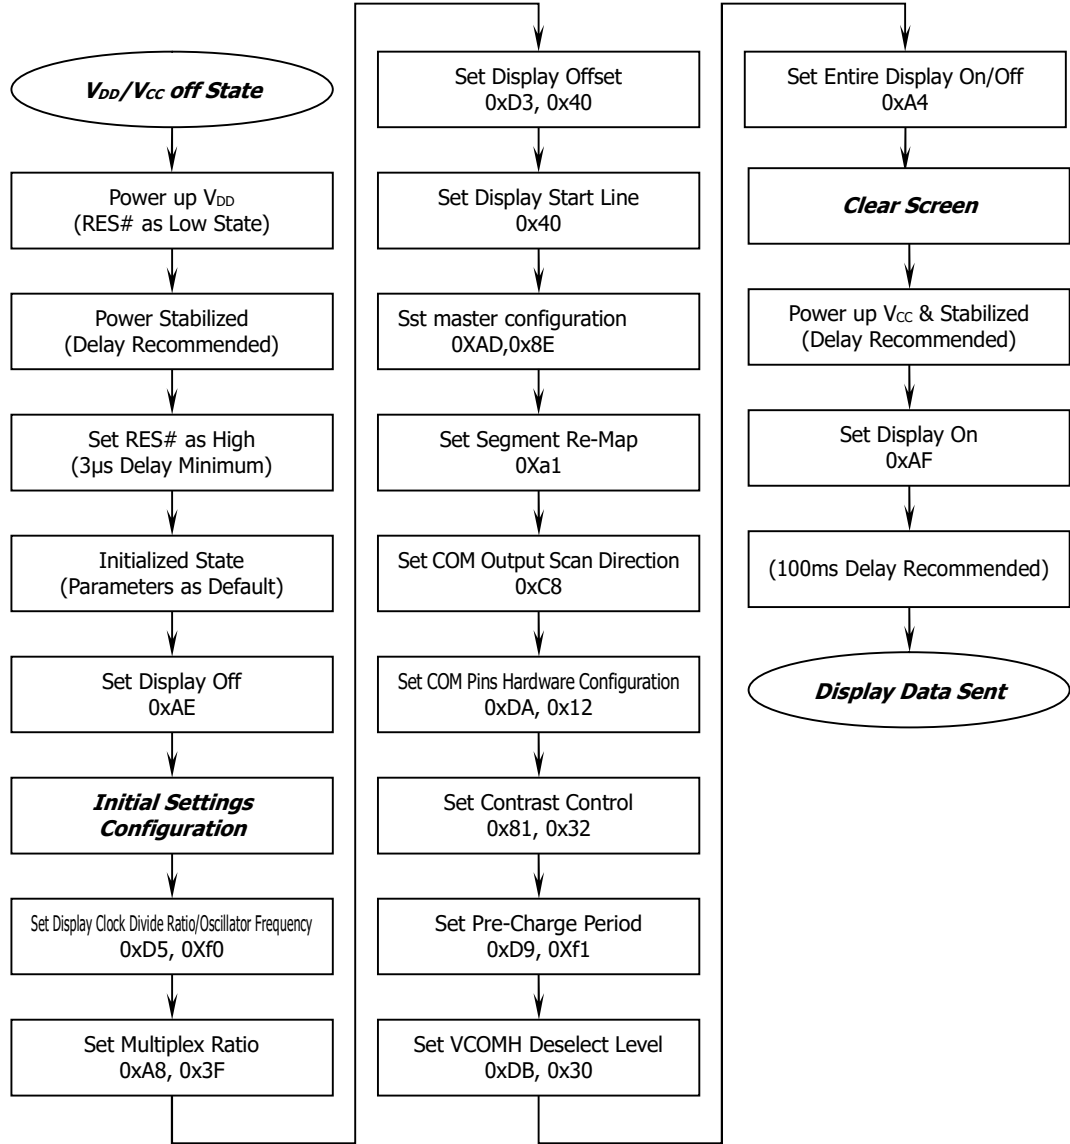 VDD/VCC off State
Power up VDD
(RES# as Low State)
Power Stabilized
(Delay Recommended)
Set RES# as High
(3μs Delay Minimum)
Initialized State
(Parameters as Default)
Set Display Off
0xAE
Initial Settings
Configuration
Set Display Clock Divide Ratio/Oscillator Frequency
0xD5, 0Xf0
Set Multiplex Ratio
0xA8, 0x3F
Set Display Offset
0xD3, 0x40
Set Display Start Line
0x40
Sst master configuration
0XAD,0x8E
Set Segment Re-Map
0Xa1
Set COM Output Scan Direction
0xC8
Set COM Pins Hardware Configuration
0xDA, 0x12
Set Contrast Control
0x81, 0x32
Set Pre-Charge Period
0xD9, 0Xf1
Set VCOMH Deselect Level
0xDB, 0x30
Set Entire Display On/Off
0xA4
Clear Screen
Power up VCC & Stabilized
(Delay Recommended)
Set Display On
0xAF
(100ms Delay Recommended)
Display Data Sent